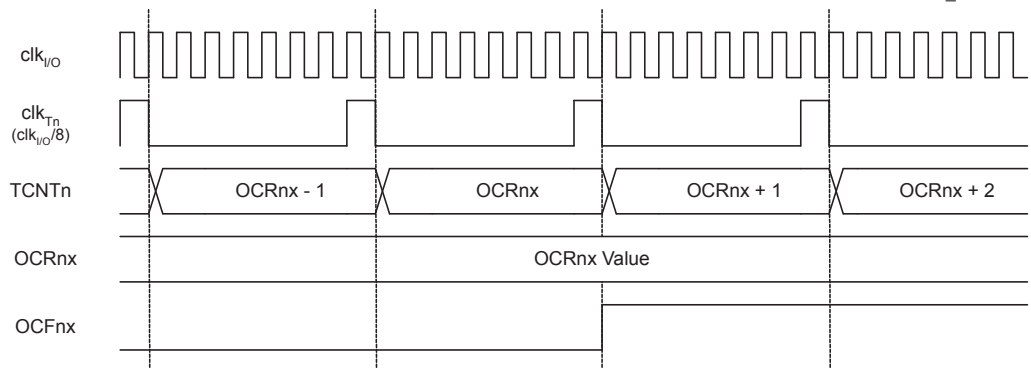 clkI/O
clkTn
(clkI/O/8)
TCNTn OCRnx - 1 OCRnx OCRnx + 1 OCRnx + 2
OCRnx OCRnx Value
OCFnx